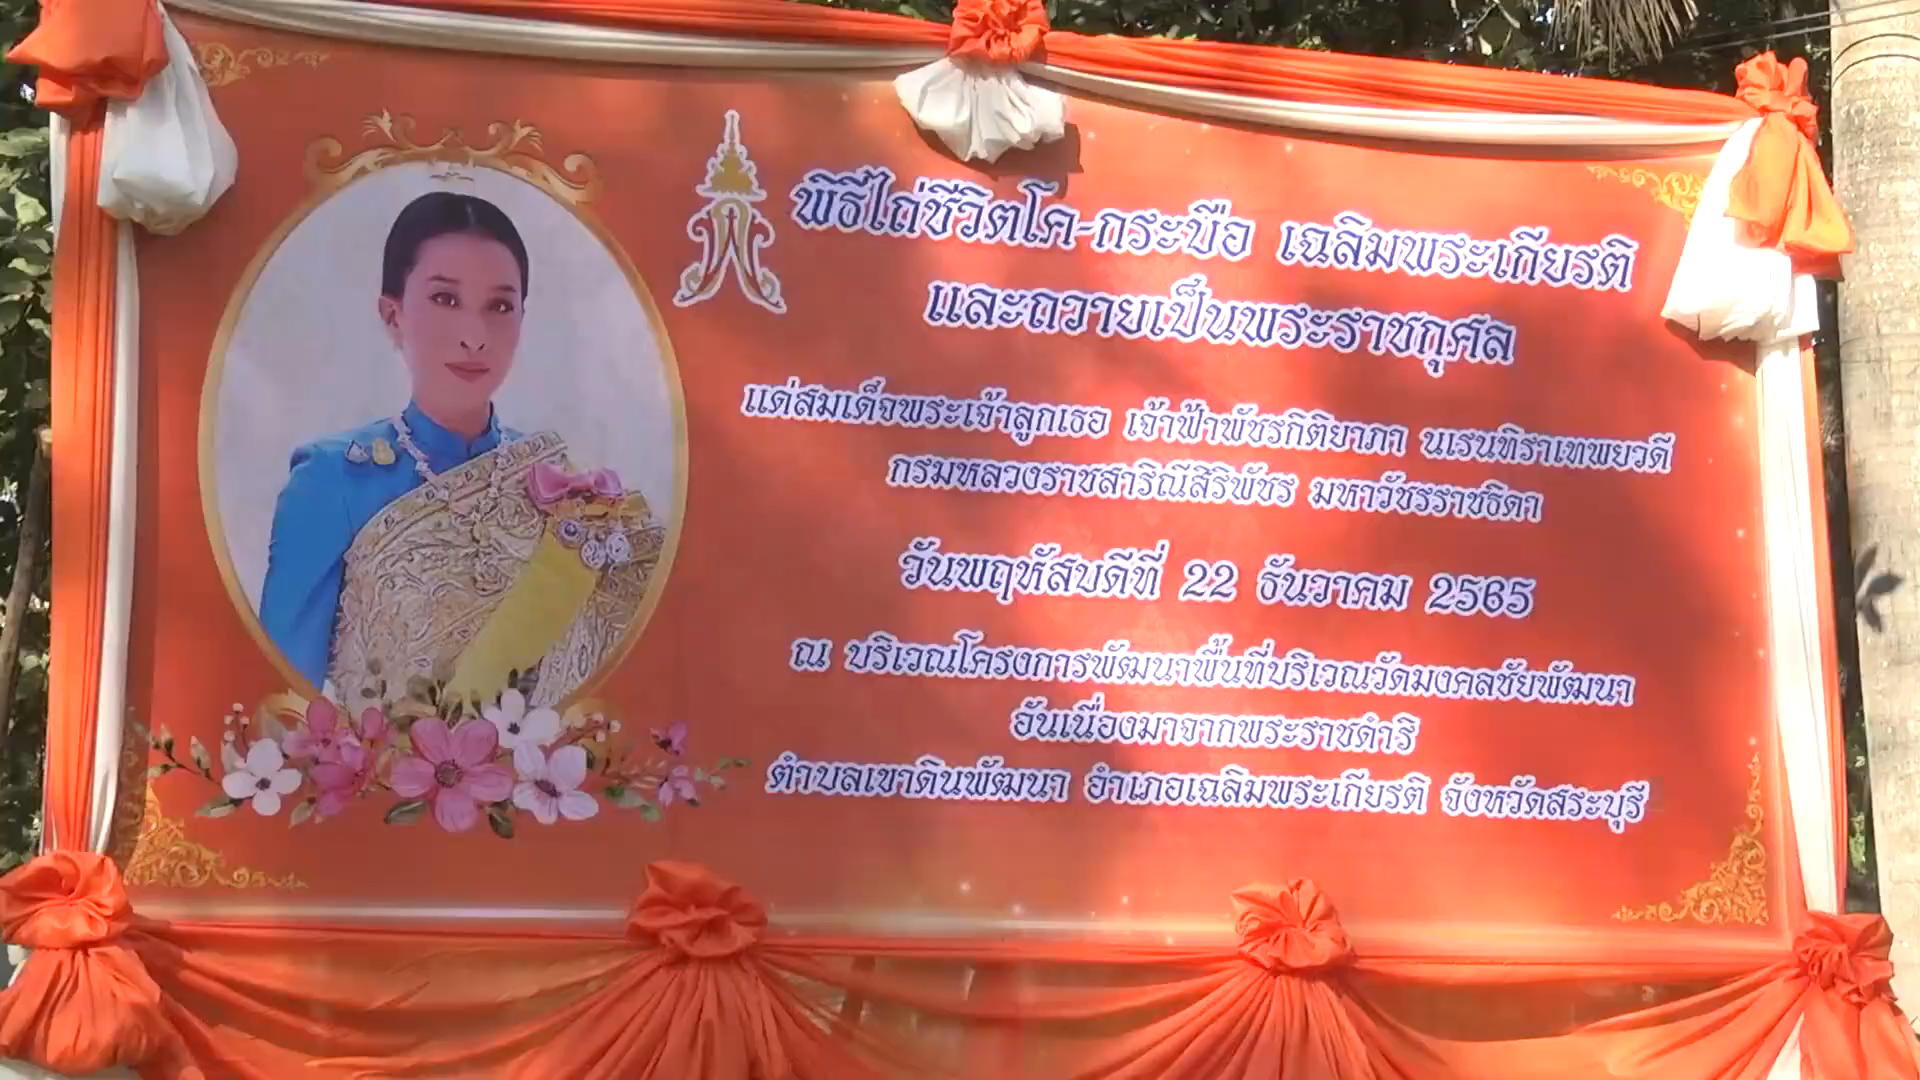 พิธีไถ่ชีวิตโค-กระบือ เฉลิมพระเกียรติ
และถวายเป็นพระราชกุศล
แด่สมเด็จพระเจ้าลูกเธอ เจ้าฟ้าพัชรกิติยาภา นเรนทิราเทพยวดี
กรมหลวงราชสาริณีสิริพัชร มหาวัชรราชธิดา
วันพฤหัสบดีที่ 22 ธันวาคม 2565
ณ บริเวณโครงการพัฒนาพื้นที่บริเวณวัดมงคลชัยพัฒนา
อันเนื่องมาจากพระราชดำริ
ตำบลเขาดินพัฒนา อำเภอเฉลิมพระเกียรติ จังหวัดสระบุรี